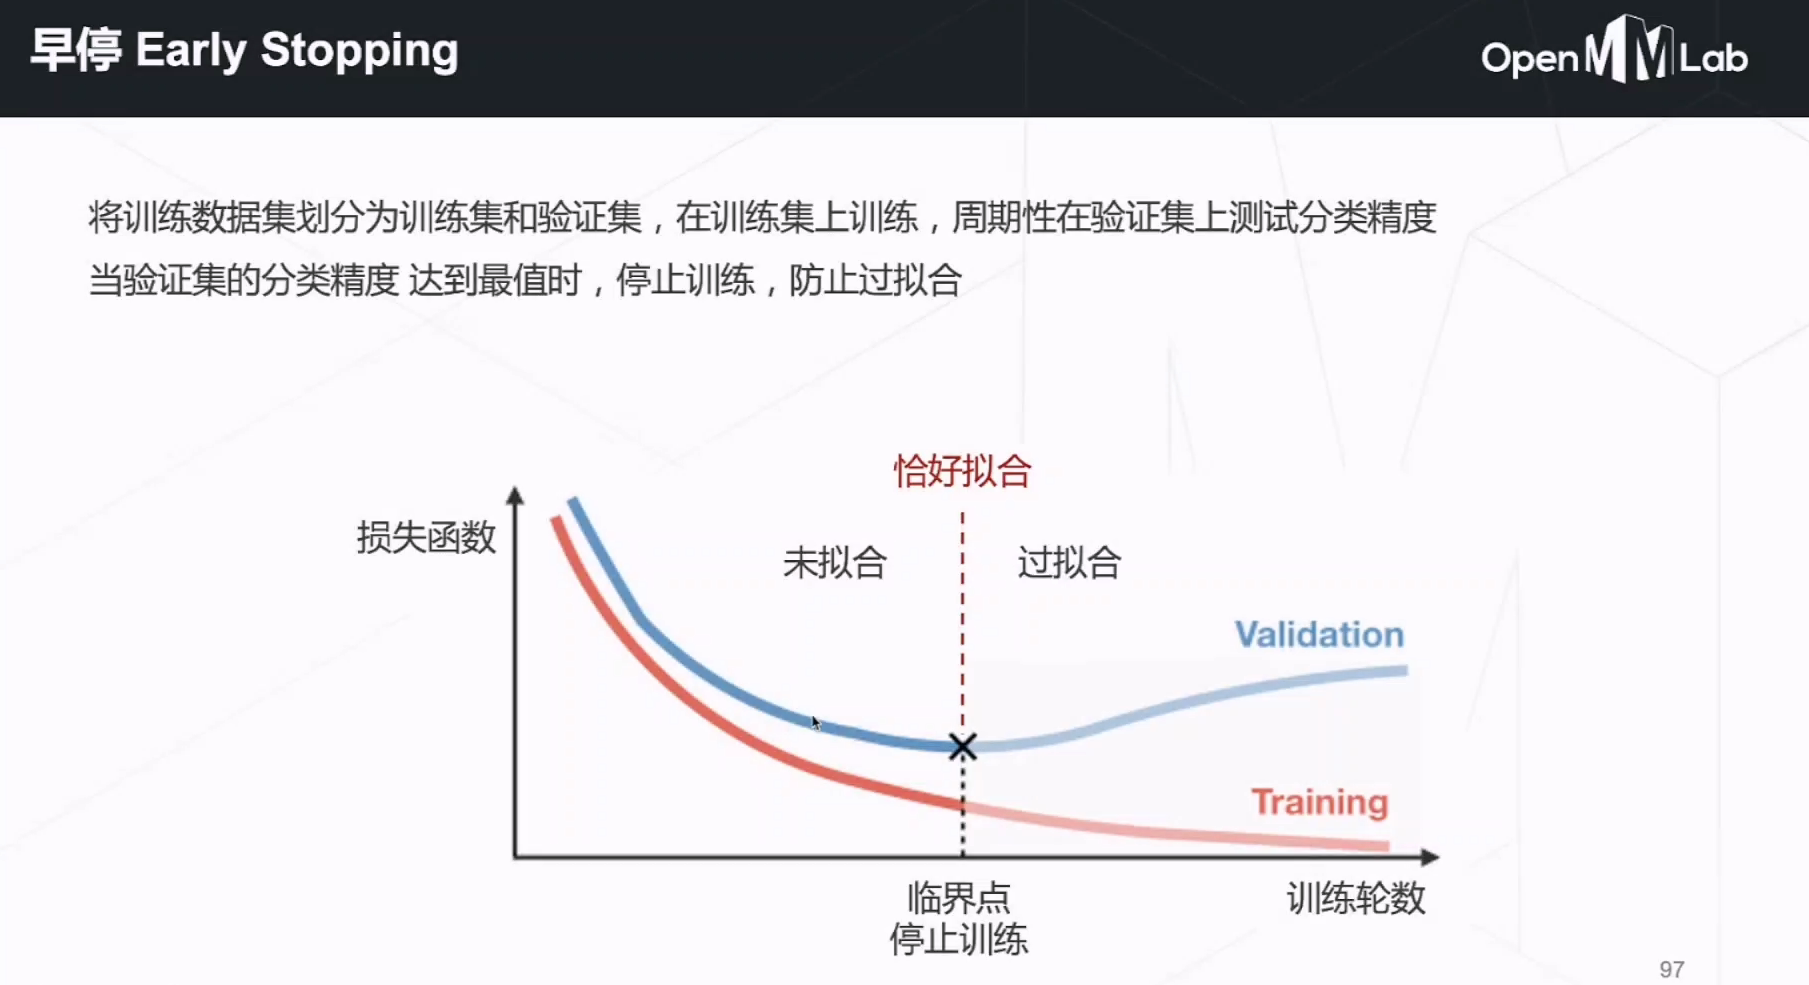 早停 Early Stopping
OpenMMLab
将训练数据集划分为训练集和验证集，在训练集上训练，周期性在验证集上测试分类精度
当验证集的分类精度 达到最值时，停止训练，防止过拟合
恰好拟合
损失函数
未拟合
过拟合
Validation
Training
临界点
停止训练
训练轮数
97